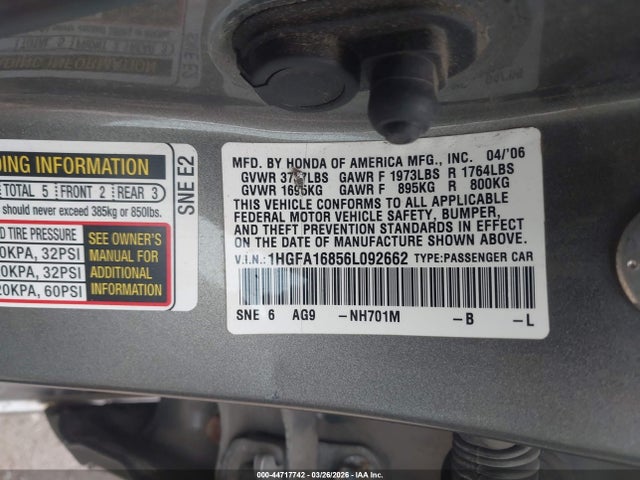 DING INFORMATION
TOTAL 5 FRONT 2 REAR 3
should never exceed 385kg or 850lbs.
TIRE PRESSURE
0KPA, 32PSI
0KPA, 32PSI
20KPA, 60PSI
SEE OWNER'S
MANUAL FOR
ADDITIONAL
INFORMATION
SNE E2
MFD. BY HONDA OF AMERICA MFG., INC. 04/'06
GVWR LBS GAWR F 1973LBS R 1764LBS
GVWR 1695KG GAWR F 895KG R 800KG
THIS VEHICLE CONFORMS TO ALL APPLICABLE
FEDERAL MOTOR VEHICLE SAFETY, BUMPER,
AND THEFT PREVENTION STANDARDS IN EFFECT
ON THE DATE OF MANUFACTURE SHOWN ABOVE.
V.I.N.: 1HGFA16856L092662 TYPE:PASSENGER CAR
SNE 6 AG9 -NH701M -B -L
000-44717742 - 03/26/2026 - IAA Inc.